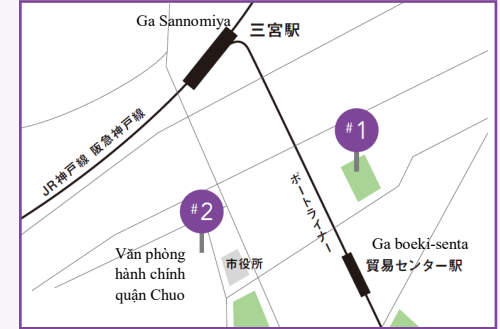 Ga Sannomiya
三宮駅
#1
JR神戸線 阪急神戸線
ポートライナー
#2
Ga boeki-senta
貿易センター駅
Văn phòng
hành chính
quận Chuo
市役所